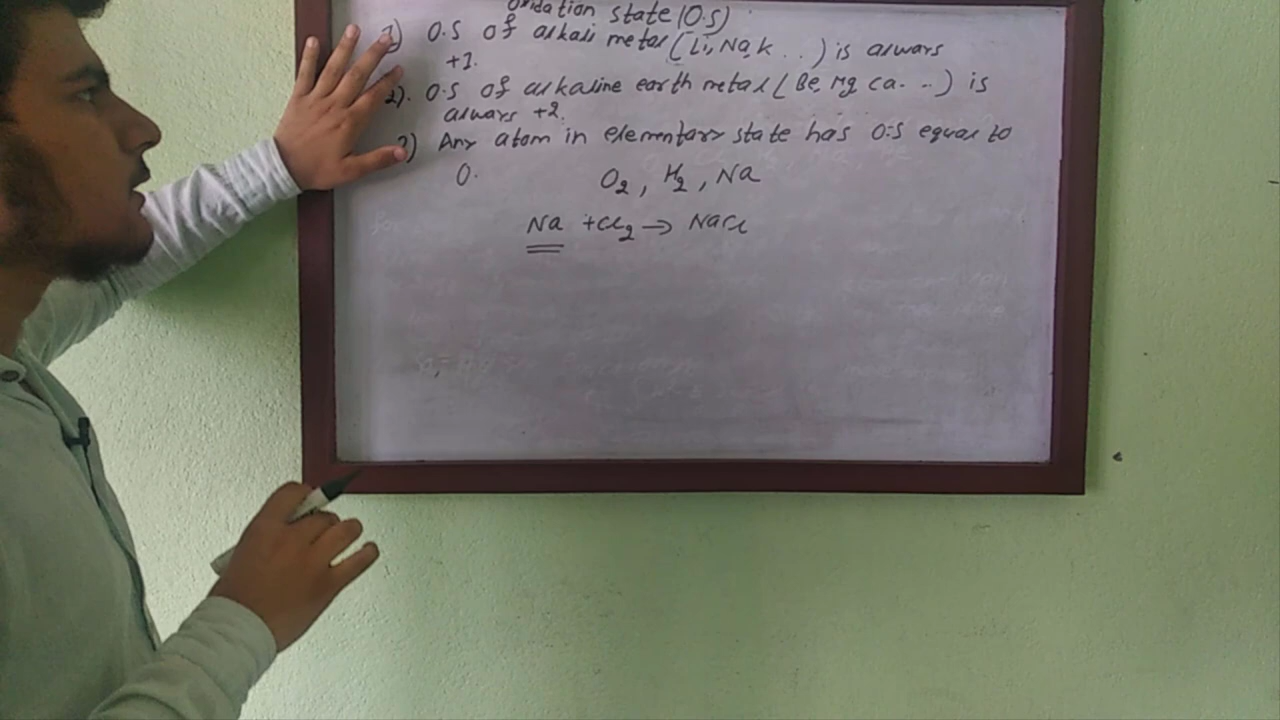 Oxidation state (O.S)
1) O.S of alkali metal (Li, Na, K ...) is always
+1.
2). O.S of alkaline earth metal (Be, Mg Ca...) is
always +2.
3) Any atom in elementary state has O.S equal to
0. O2, H2, Na
Na +Cl2 → NaCl